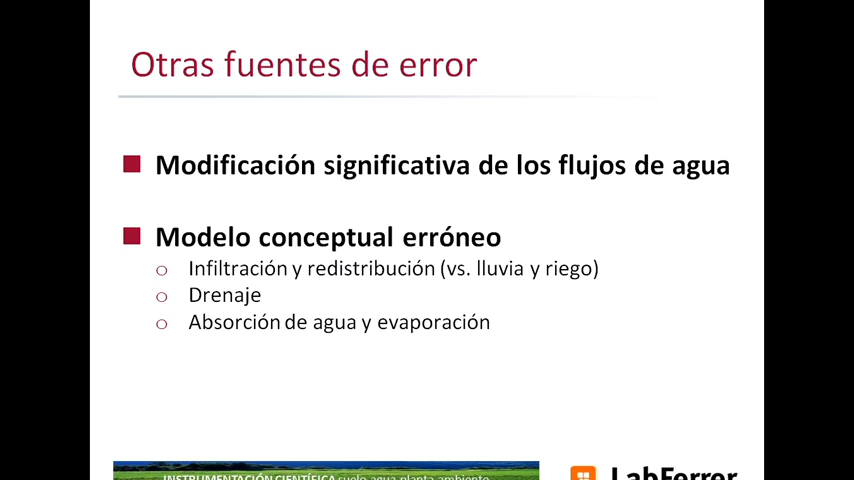 Otras fuentes de error
Modificación significativa de los flujos de agua
Modelo conceptual erróneo
Infiltración y redistribución (vs. lluvia y riego)
Drenaje
Absorción de agua y evaporación
INSTRUMENTACIÓN CIENTÍFICA suelo agua planta ambiente
LabFerrer